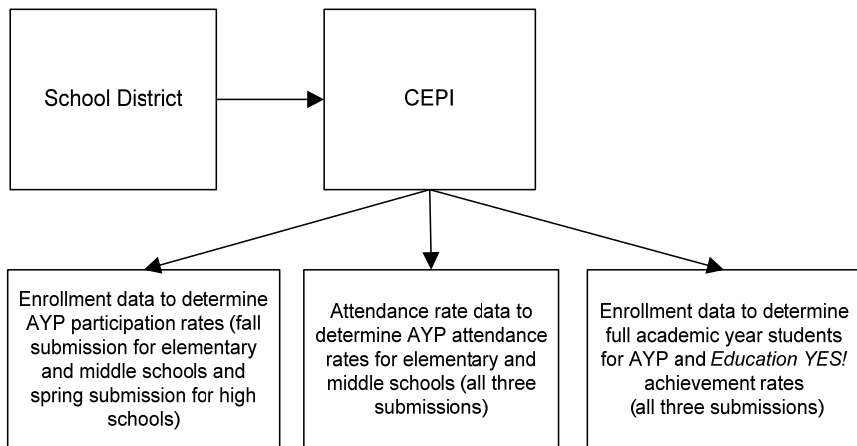 School District
CEPI
Enrollment data to determine
AYP participation rates (fall
submission for elementary
and middle schools and
spring submission for high
schools)
Attendance rate data to
determine AYP attendance
rates for elementary and
middle schools (all three
submissions)
Enrollment data to determine
full academic year students
for AYP and Education YES!
achievement rates
(all three submissions)